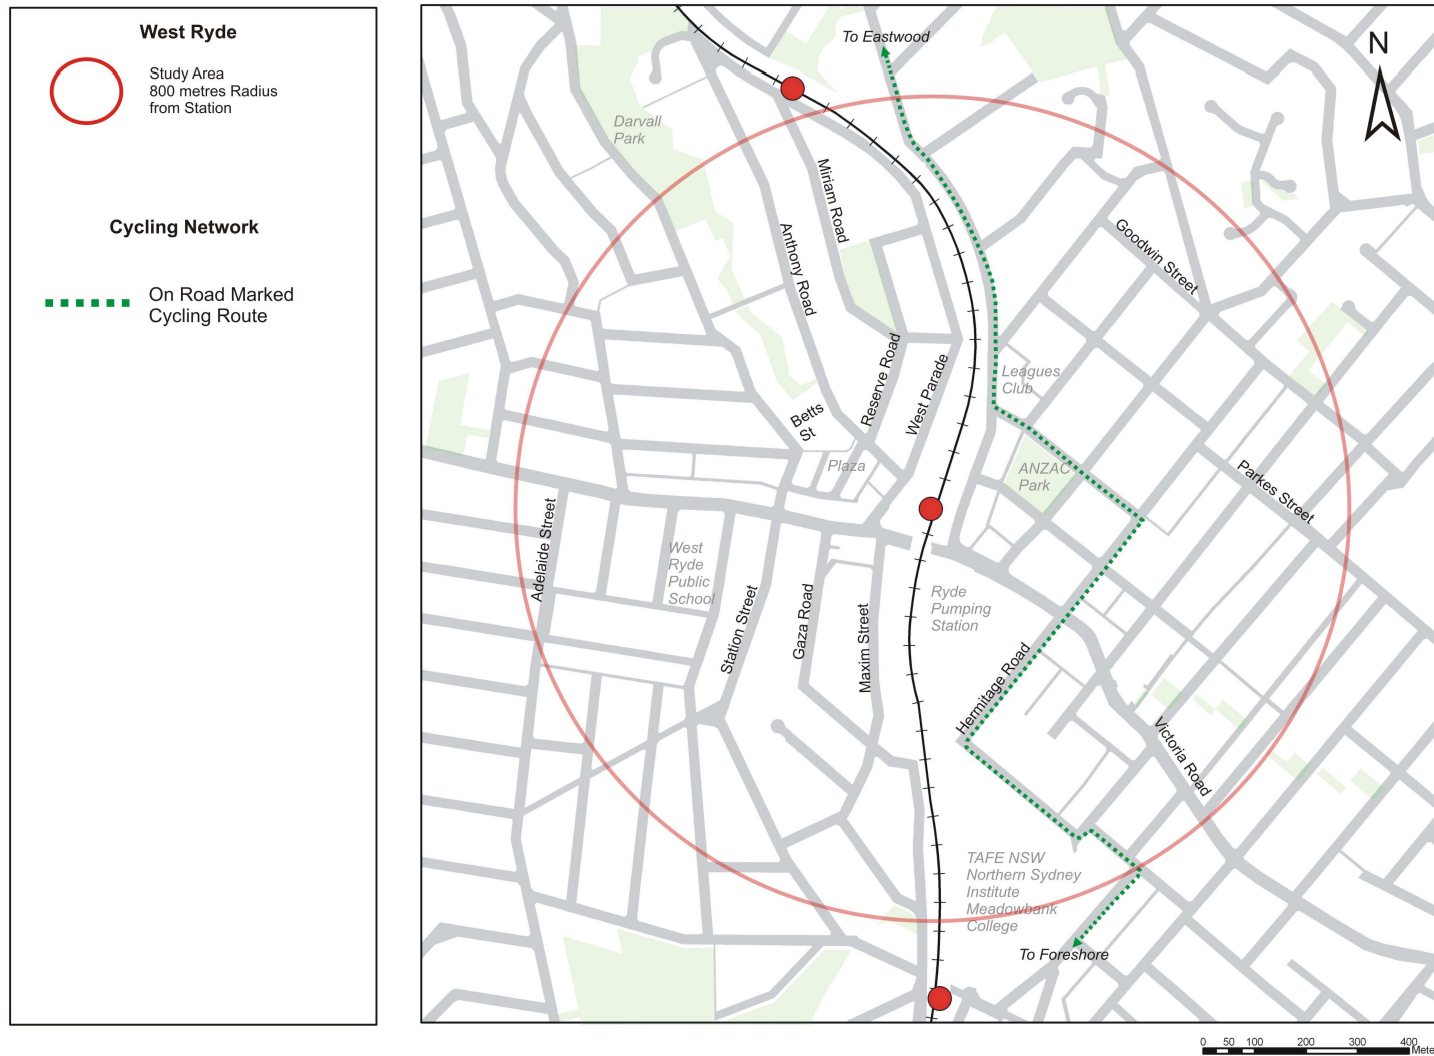 West Ryde
Study Area
800 metres Radius
from Station
Cycling Network
On Road Marked
Cycling Route
To Eastwood
N
Darvall
Park
Miriam Road
Anthony Road
Goodwin Street
Reserve Road
West Parade
Leagues
Club
Betts
St
Plaza
ANZAC
Park
Parkes Street
Adelaide Street
West
Ryde
Public
School
Station Street
Gaza Road
Maxim Street
Ryde
Pumping
Station
Hermitage Road
Victoria Road
TAFE NSW
Northern Sydney
Institute
Meadowbank
College
To Foreshore
0 50 100 200 300 400
Mete